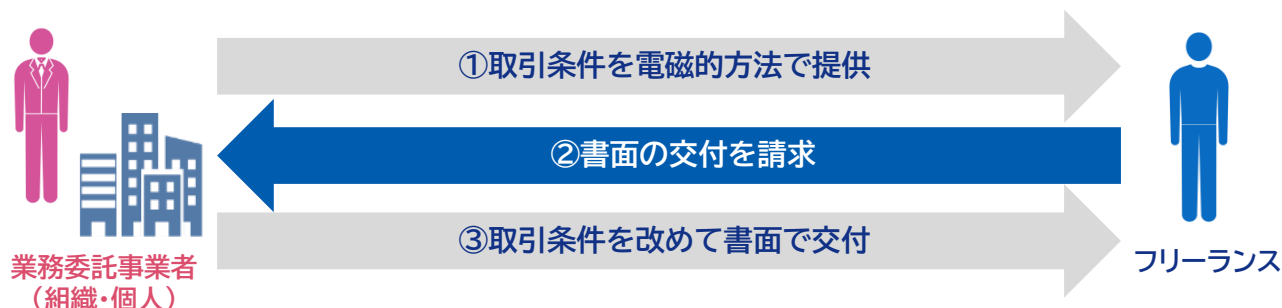 ①取引条件を電磁的方法で提供
②書面の交付を請求
③取引条件を改めて書面で交付
業務委託事業者
(組織・個人)
フリーランス